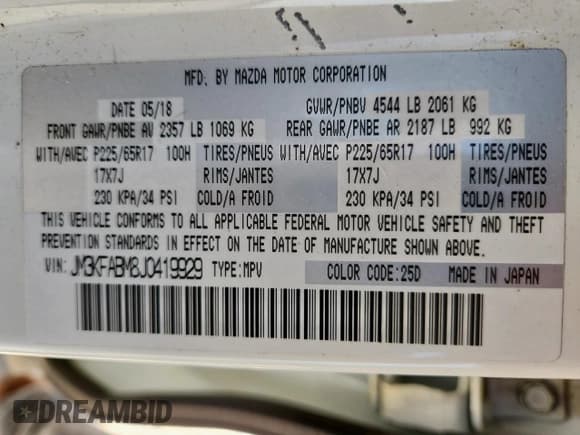 MFD. BY MAZDA MOTOR CORPORATION
DATE 05/18 GVWR/PNBV 4544 LB 2061 KG
FRONT GAWR/PNBE AV 2357 LB 1069 KG REAR GAWR/PNBE AR 2187 LB 992 KG
WITH/AVEC P225/65R17 100H TIRES/PNEUS WITH/AVEC P225/65R17 100H TIRES/PNEUS
17X7J RIMS/JANTES 17X7J RIMS/JANTES
230 KPA/34 PSI COLD/A FROID 230 KPA/34 PSI COLD/A FROID
THIS VEHICLE CONFORMS TO ALL APPLICABLE FEDERAL MOTOR VEHICLE SAFETY AND THEFT
PREVENTION STANDARDS IN EFFECT ON THE DATE OF MANUFACTURE SHOWN ABOVE.
VIN: JM3KFABM8J0419929 TYPE:MPV COLOR CODE:25D MADE IN JAPAN
DREAMBID